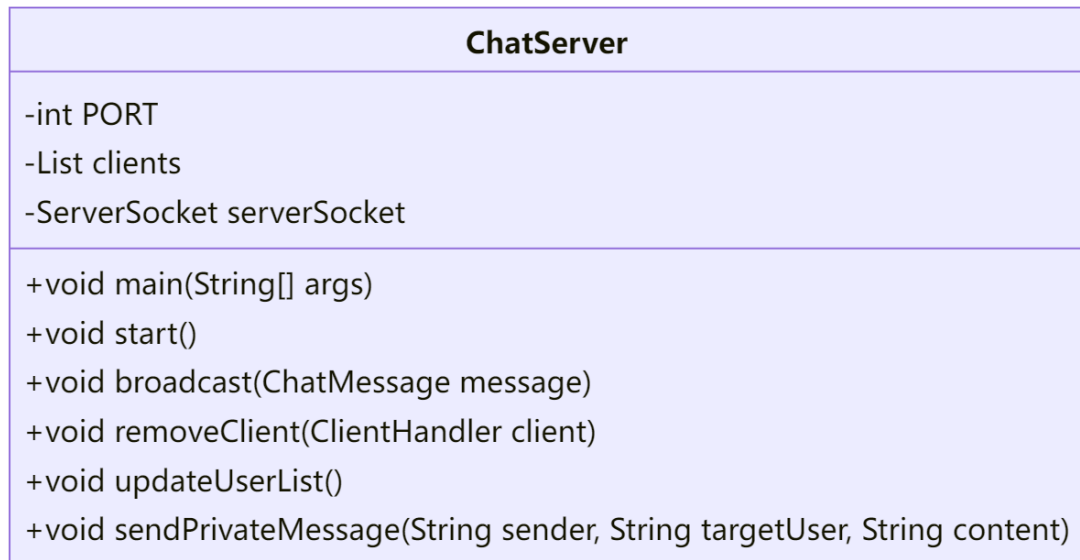 ChatServer
-int PORT
-List clients
-ServerSocket serverSocket
+void main(String[] args)
+void start()
+void broadcast(ChatMessage message)
+void removeClient(ClientHandler client)
+void updateUserList()
+void sendPrivateMessage(String sender, String targetUser, String content)